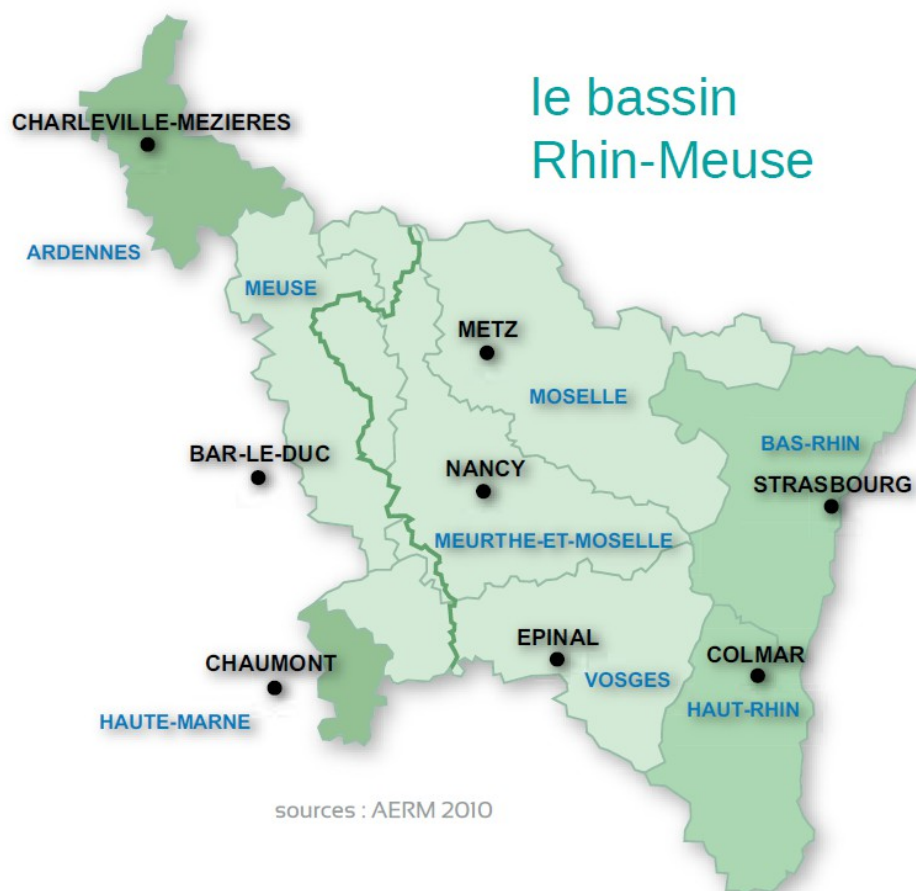 le bassin
Rhin-Meuse
CHARLEVILLE-MEZIERES
ARDENNES
MEUSE
METZ
MOSELLE
BAS-RHIN
BAR-LE-DUC
NANCY
STRASBOURG
MEURTHE-ET-MOSELLE
EPINAL
COLMAR
CHAUMONT
VOSGES
HAUT-RHIN
HAUTE-MARNE
sources : AERM 2010